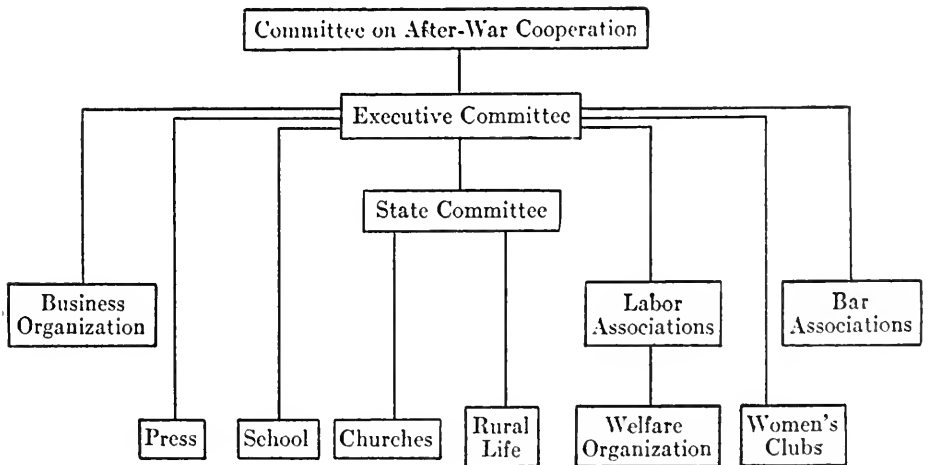 Committee on After-War Cooperation
Executive Committee
State Committee
Business
Organization
Labor
Associations
Bar
Associations
Press
School
Churches
Rural
Life
Welfare
Organization
Women's
Clubs